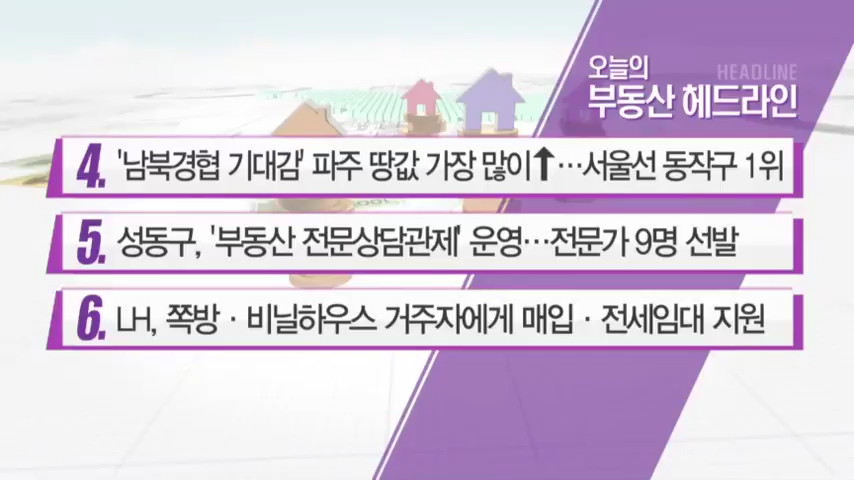 오늘의 HEADLINE
부동산 헤드라인
4. '남북경협 기대감' 파주 땅값 가장 많이↑…서울선 동작구 1위
5. 성동구, '부동산 전문상담관제' 운영…전문가 9명 선발
6. LH, 쪽방 · 비닐하우스 거주자에게 매입 · 전세임대 지원